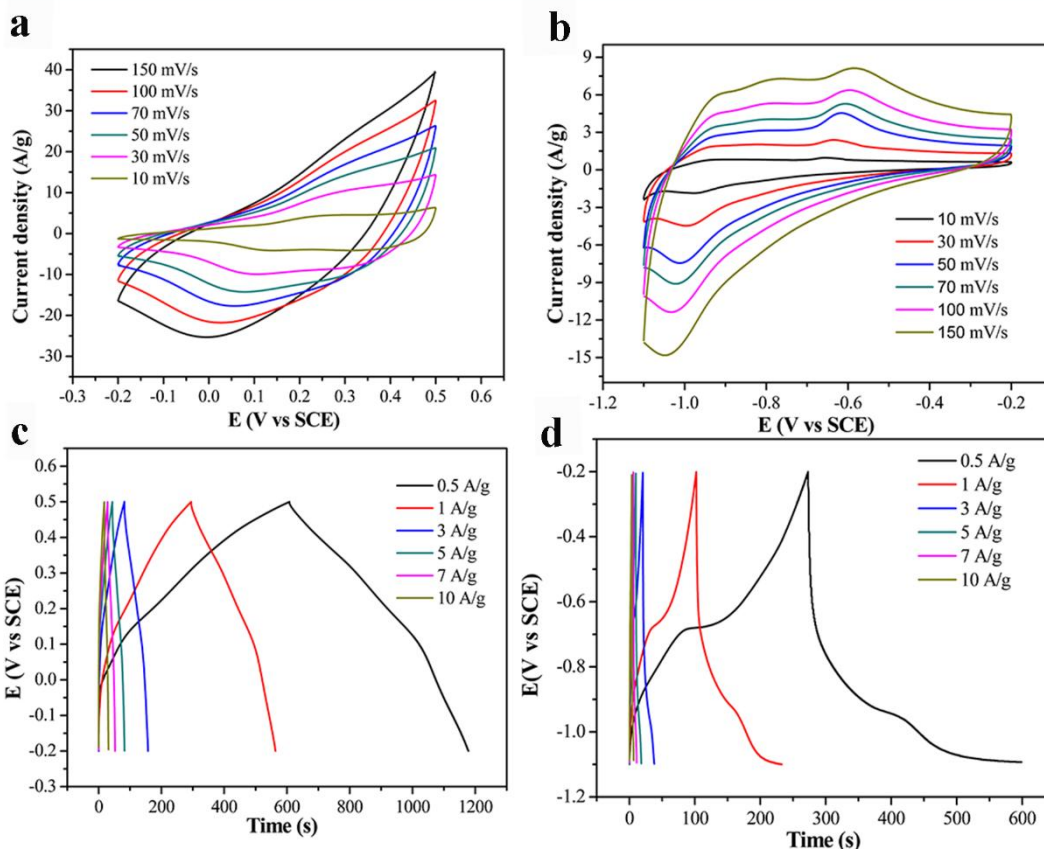 a
40
30
20
10
0
-10
-20
-30
Current density (A/g)
150 mV/s
100 mV/s
70 mV/s
50 mV/s
30 mV/s
10 mV/s
-0.3 -0.2 -0.1 0.0 0.1 0.2 0.3 0.4 0.5 0.6
E (V vs SCE)
b
9
6
3
0
-3
-6
-9
-12
-15
Current density (A/g)
10 mV/s
30 mV/s
50 mV/s
70 mV/s
100 mV/s
150 mV/s
-1.2 -1.0 -0.8 -0.6 -0.4 -0.2
E (V vs SCE)
c
0.6
0.5
0.4
0.3
0.2
0.1
0.0
-0.1
-0.2
-0.3
E (V vs SCE)
0.5 A/g
1 A/g
3 A/g
5 A/g
7 A/g
10 A/g
0 200 400 600 800 1000 1200
Time (s)
d
-0.2
-0.4
-0.6
-0.8
-1.0
-1.2
E(V vs SCE)
0.5 A/g
1 A/g
3 A/g
5 A/g
7 A/g
10 A/g
0 100 200 300 400 500 600
Time (s)